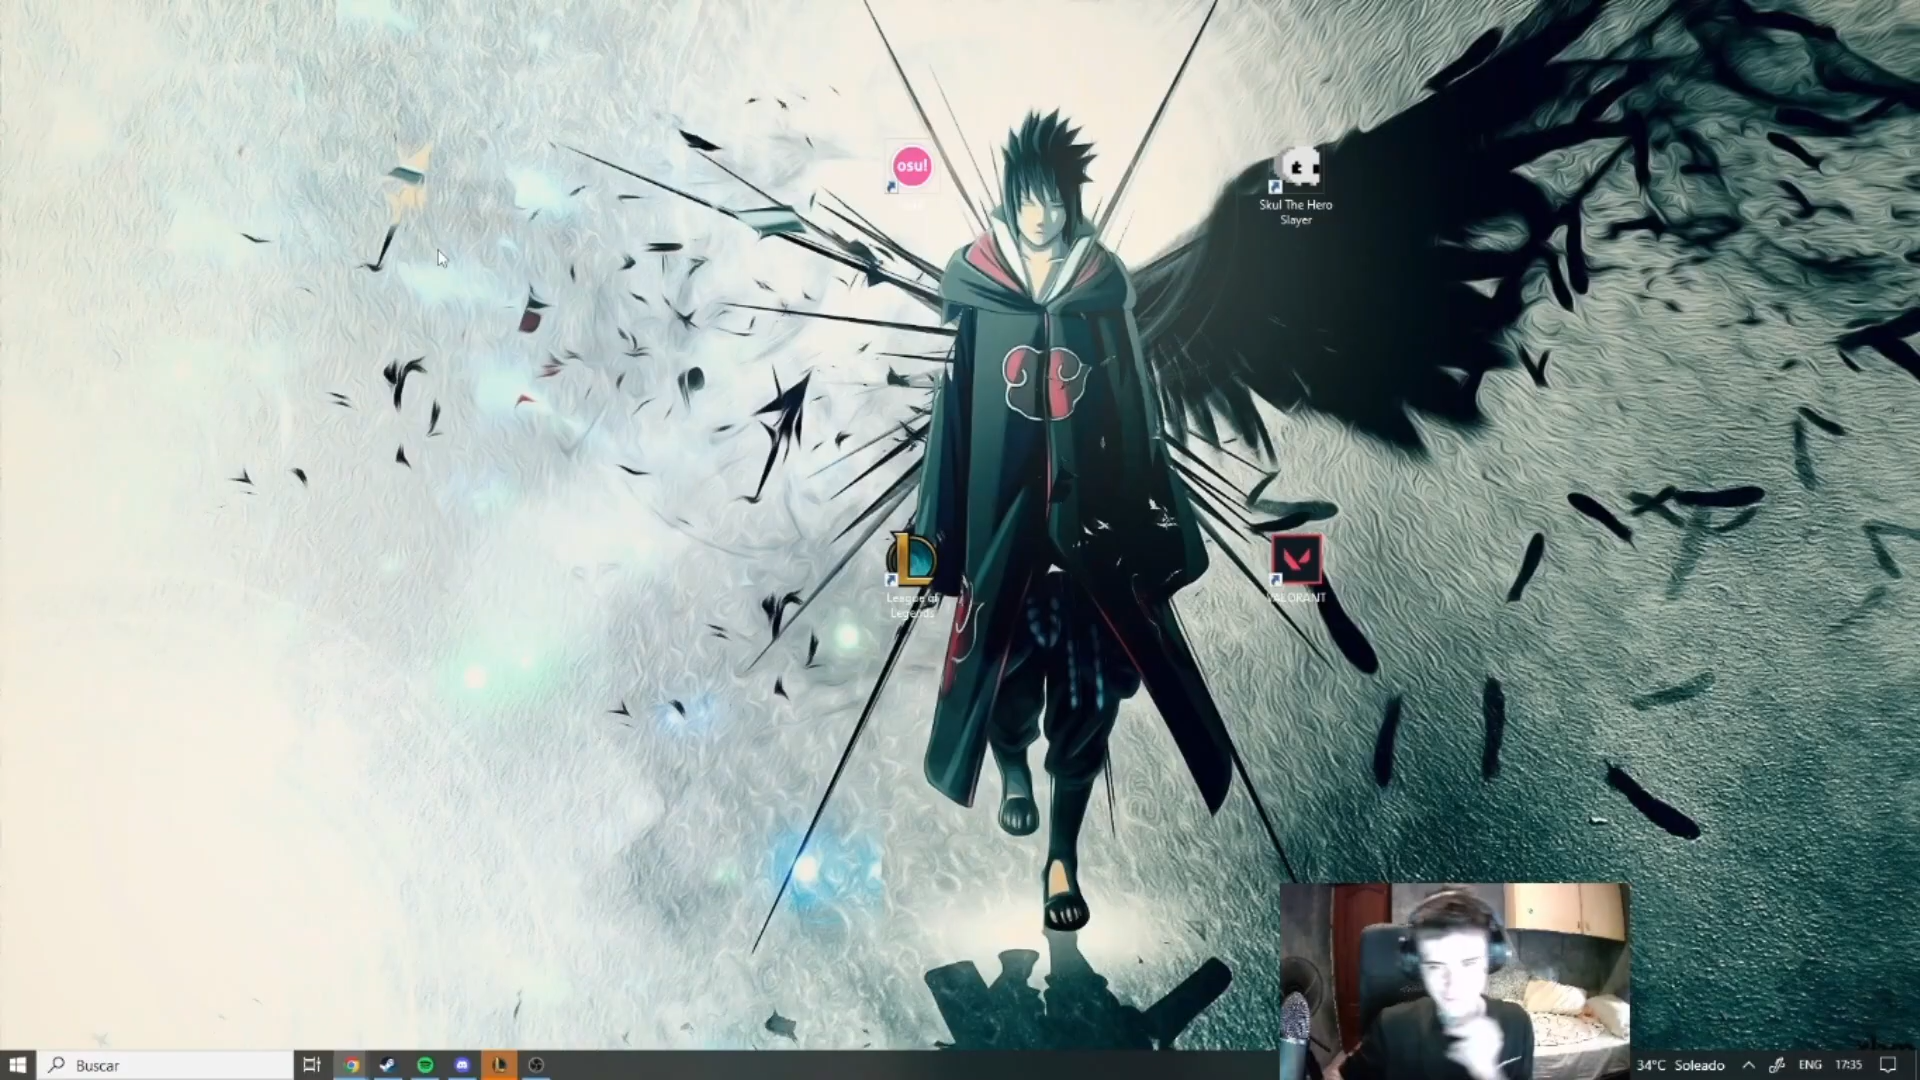 osu!
Skul The Hero
Slayer
League of
Legends
VALORANT
Buscar
34°C Soleado
ENG
17:35